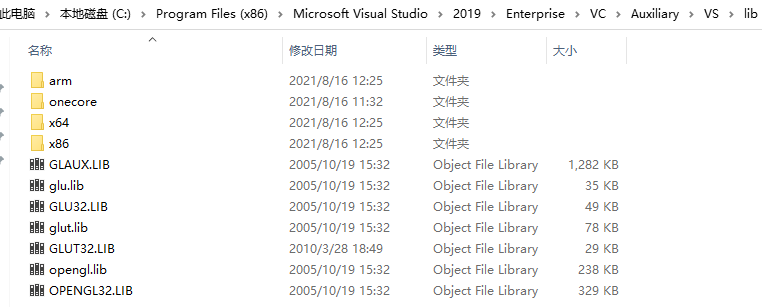 此电脑 > 本地磁盘 (C:) > Program Files (x86) > Microsoft Visual Studio > 2019 > Enterprise > VC > Auxiliary > VS > lib
名称 修改日期 类型 大小
arm 2021/8/16 12:25 文件夹
onecore 2021/8/16 11:32 文件夹
x64 2021/8/16 12:25 文件夹
x86 2021/8/16 12:25 文件夹
GLAUX.LIB 2005/10/19 15:32 Object File Library 1,282 KB
glu.lib 2005/10/19 15:32 Object File Library 35 KB
GLU32.LIB 2005/10/19 15:32 Object File Library 49 KB
glut.lib 2005/10/19 15:32 Object File Library 78 KB
GLUT32.LIB 2010/3/28 18:49 Object File Library 29 KB
opengl.lib 2005/10/19 15:32 Object File Library 238 KB
OPENGL32.LIB 2005/10/19 15:32 Object File Library 329 KB